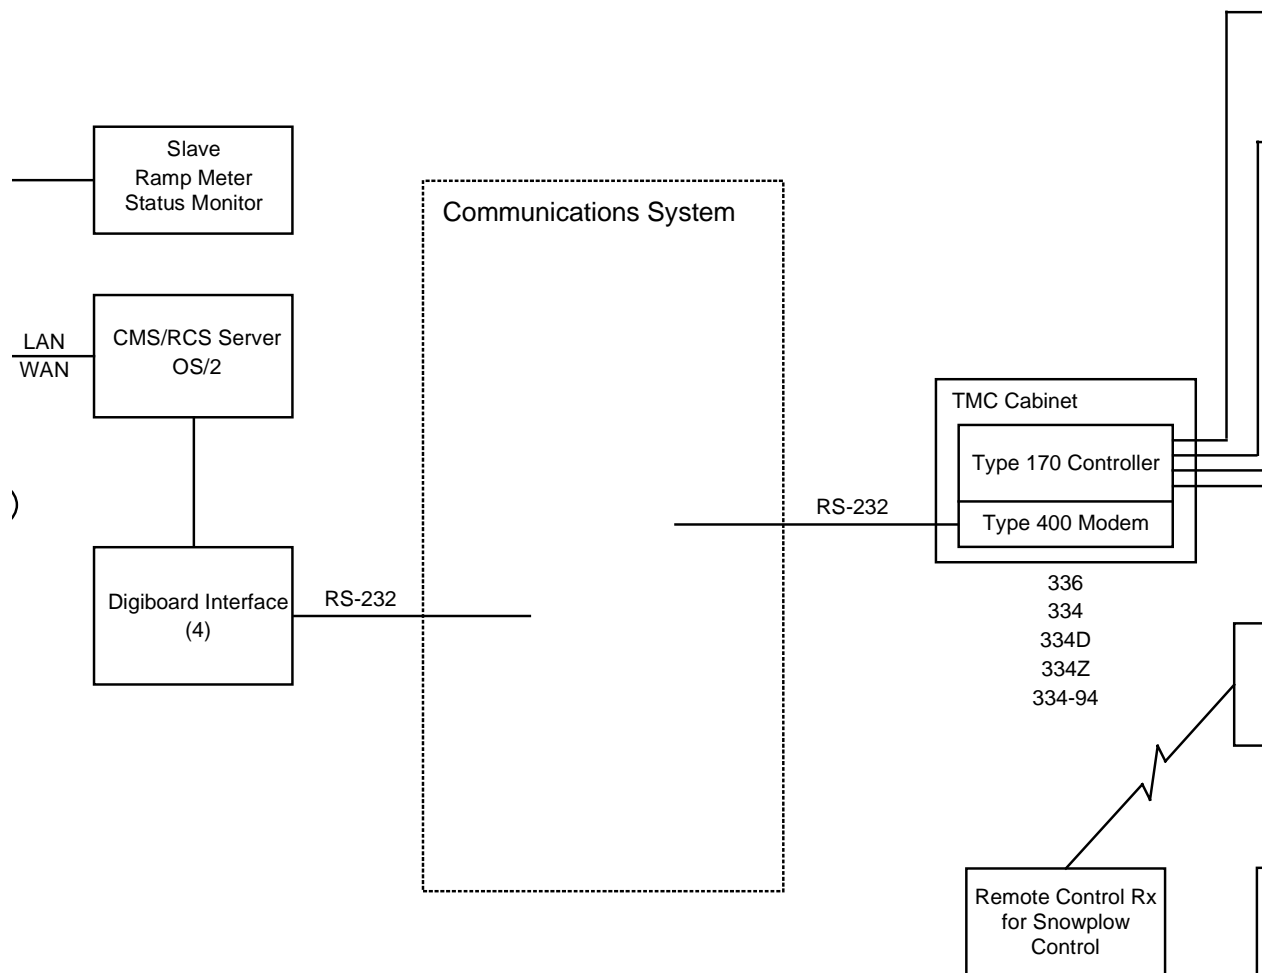 Slave
Ramp Meter
Status Monitor
Communications System
LAN
WAN
CMS/RCS Server
OS/2
TMC Cabinet
Type 170 Controller
Type 400 Modem
RS-232
)
Digiboard Interface
(4)
RS-232
336
334
334D
334Z
334-94
Remote Control Rx
for Snowplow
Control